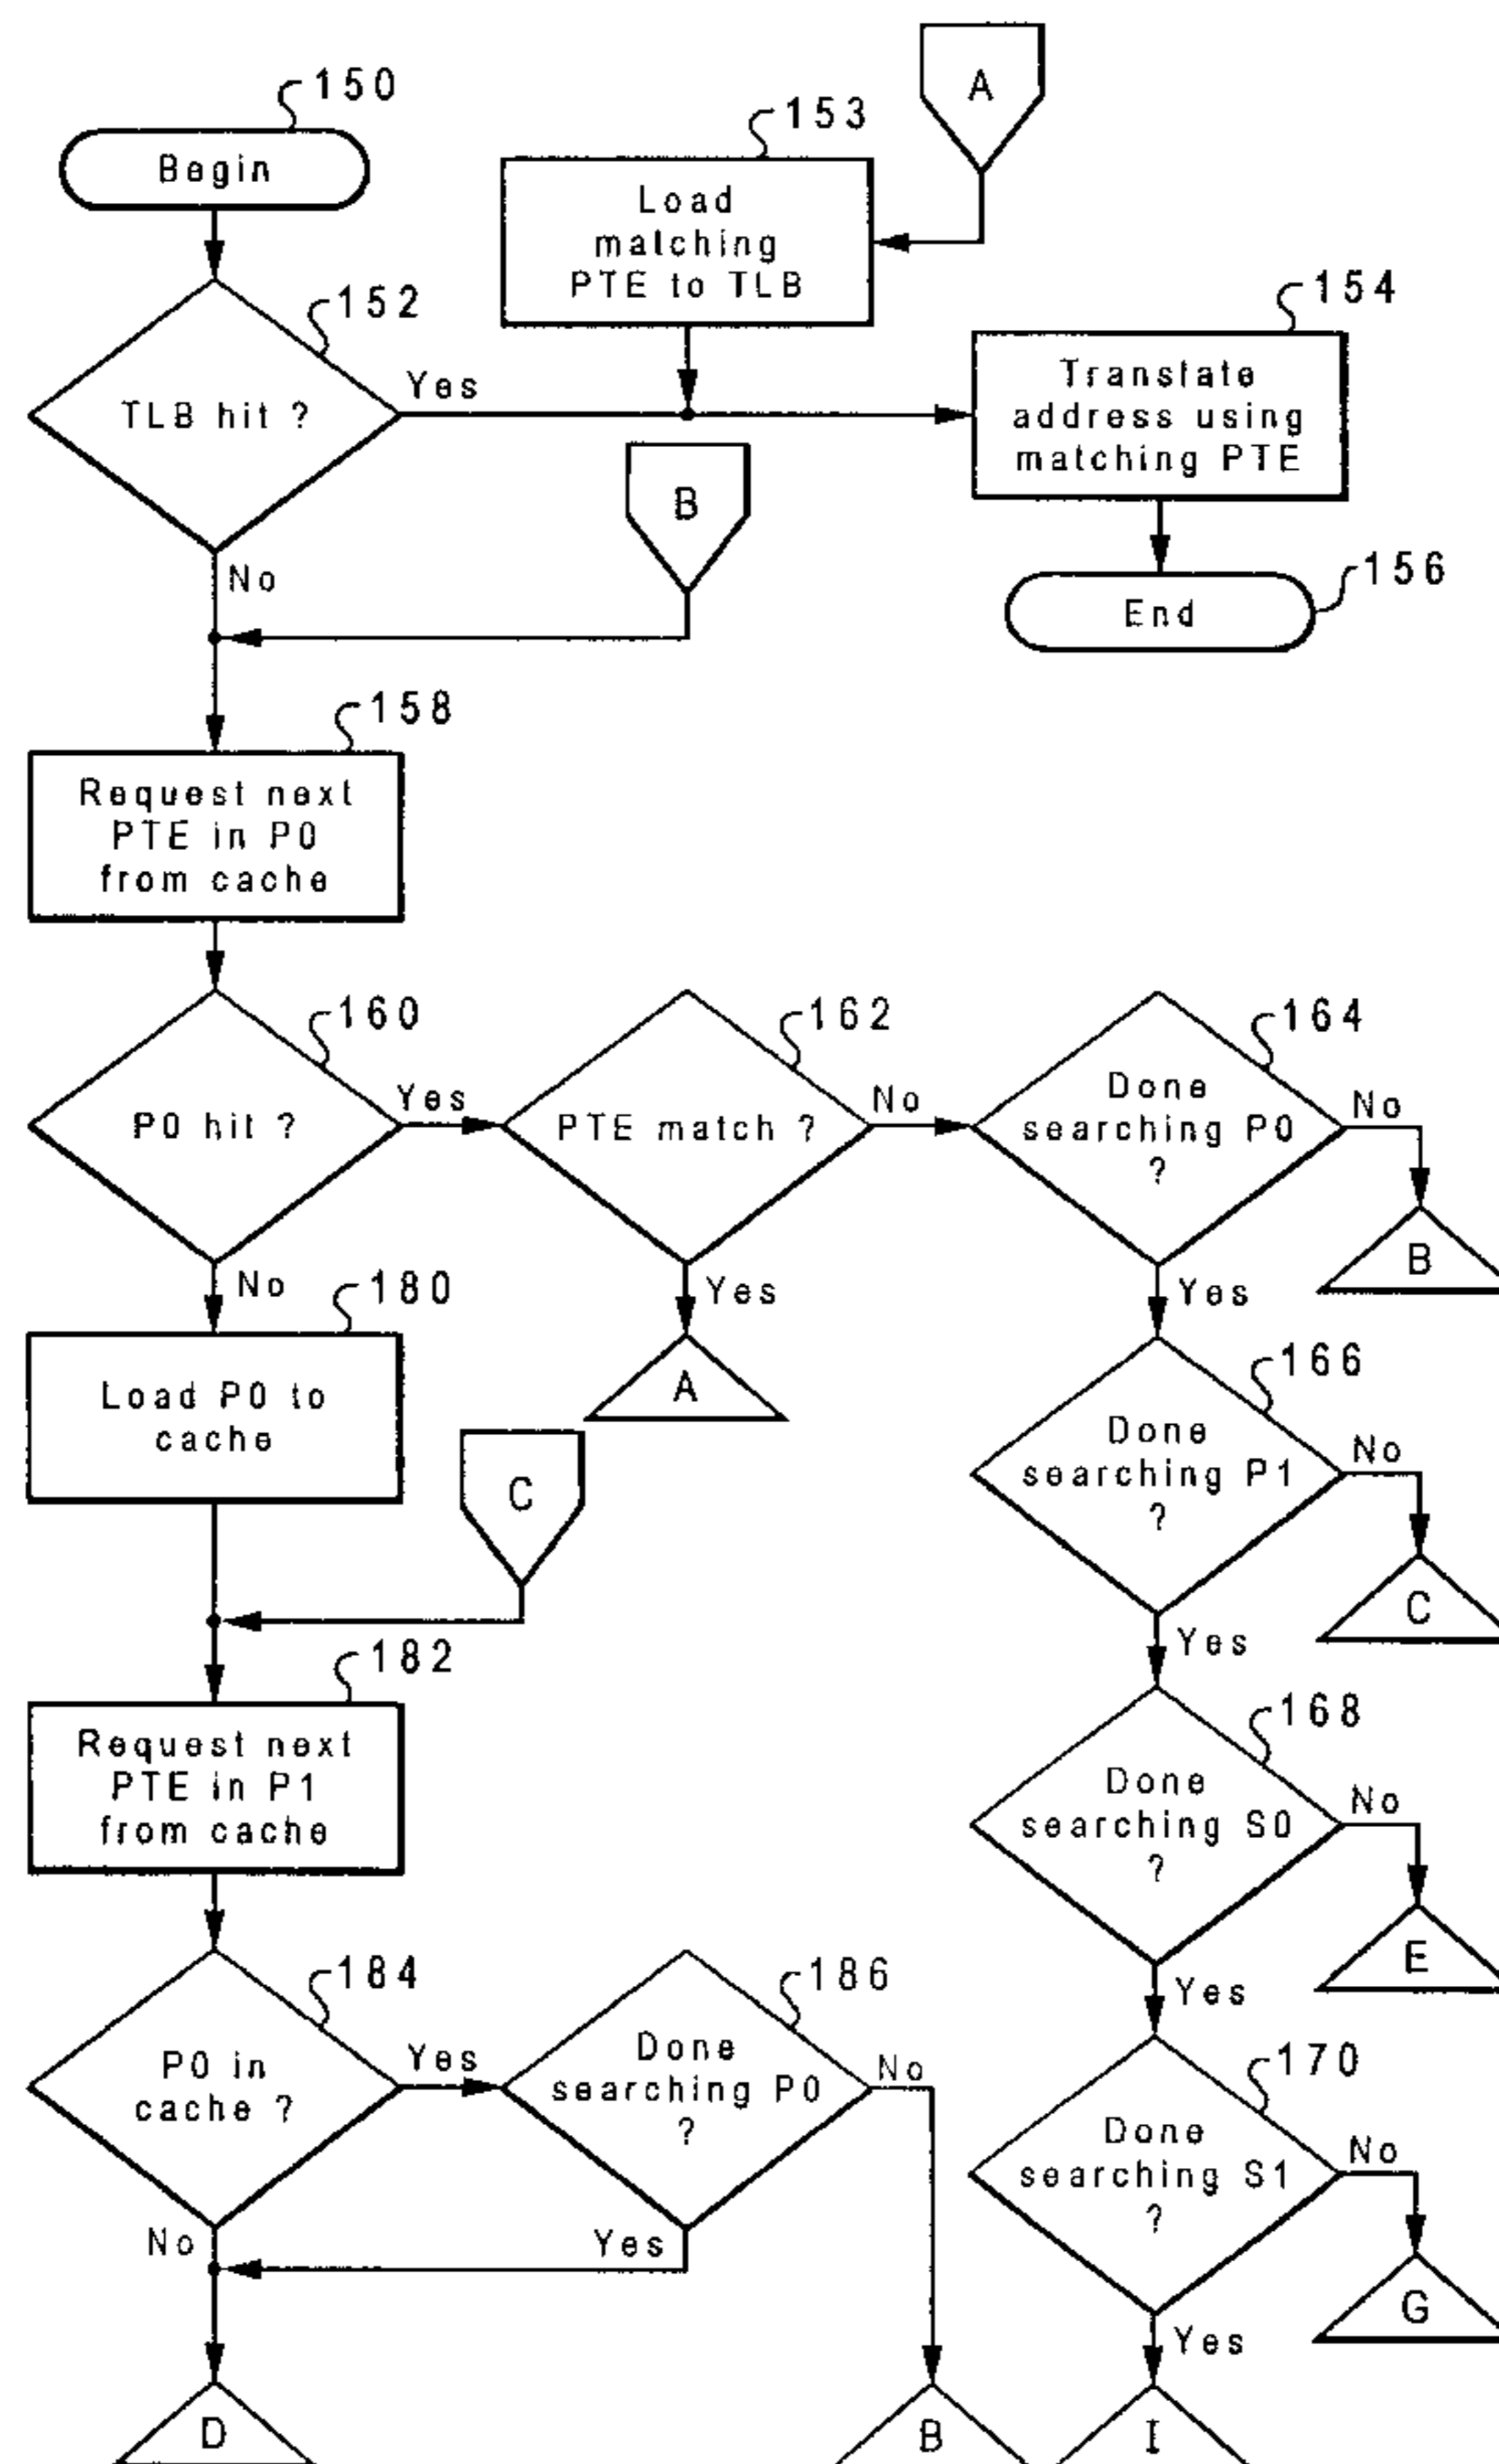 150
Begin
A
153
Load
matching
PTE to TLB
152
TLB hit ?
Yes
No
154
Translate
address using
matching PTE
B
156
End
158
Request next
PTE in P0
from cache
160
P0 hit ?
Yes
No
162
PTE match ?
No
Yes
A
164
Done
searching P0
?
No
B
Yes
180
Load P0 to
cache
C
166
Done
searching P1
?
No
C
Yes
182
Request next
PTE in P1
from cache
168
Done
searching S0
?
No
E
Yes
184
P0 in
cache ?
Yes
No
186
Done
searching P0
?
No
Yes
170
Done
searching S1
?
No
G
Yes
D
B
I